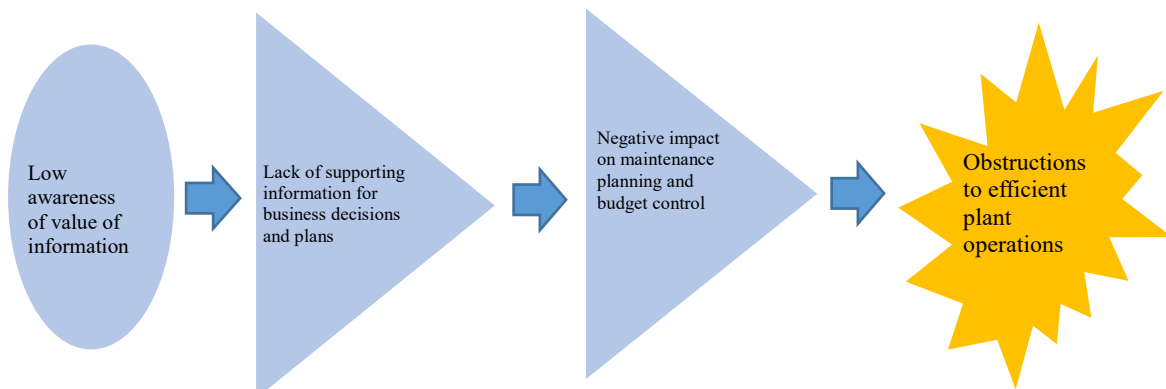 Low
awareness
of value of
information
Lack of supporting
information for
business decisions
and plans
Negative impact
on maintenance
planning and
budget control
Obstructions
to efficient
plant
operations